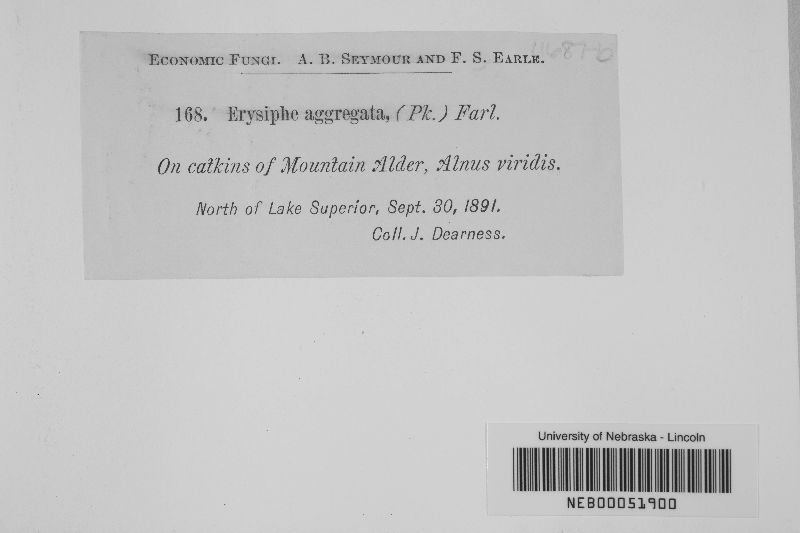 Economic Fungi. A. B. Seymour and F. S. Earle.
168. Erysiphe aggregata, (Pk.) Farl.
On catkins of Mountain Alder, Alnus viridis.
North of Lake Superior, Sept. 30, 1891.
Coll. J. Dearness.
University of Nebraska - Lincoln
NEB00051900